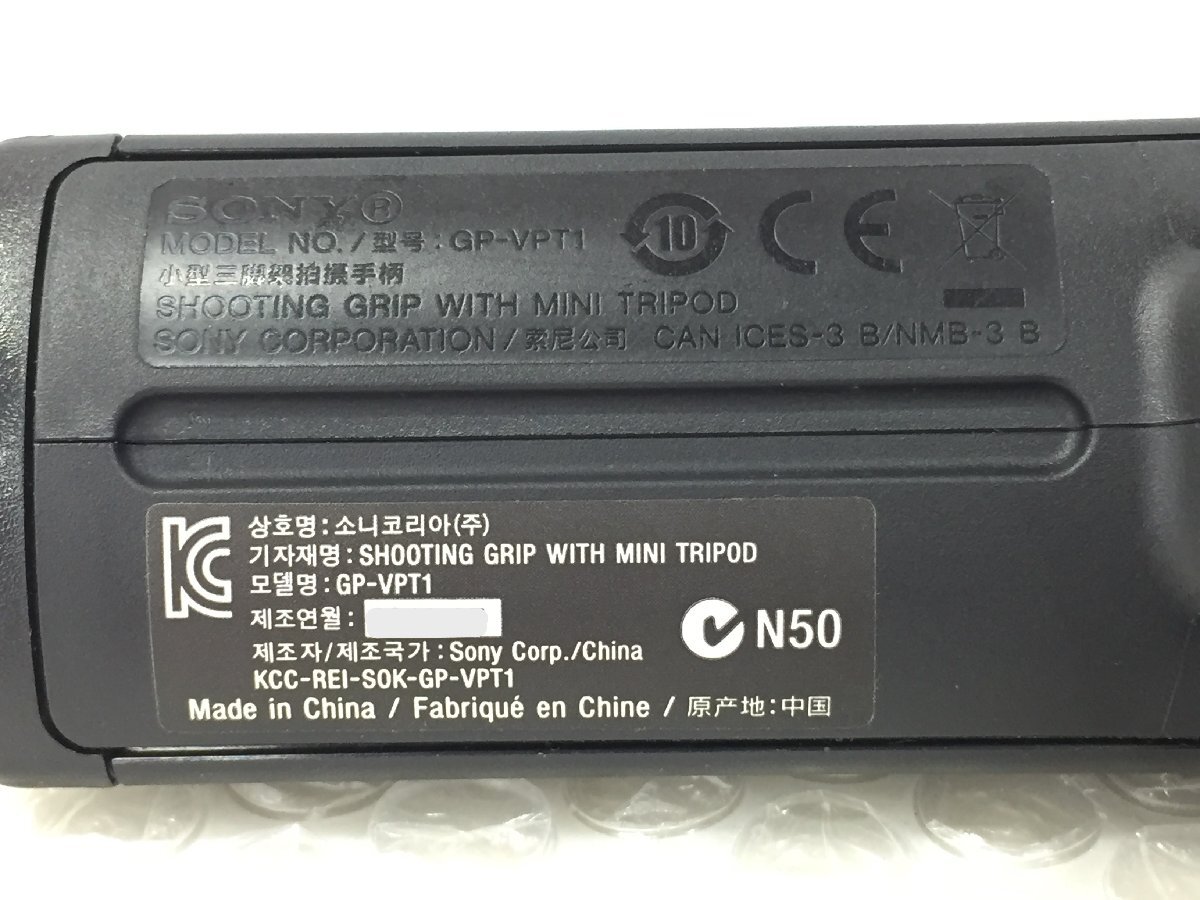 SONY®
MODEL NO./型号:GP-VPT1
小型三脚架拍摄手柄
SHOOTING GRIP WITH MINI TRIPOD
SONY CORPORATION/索尼公司 CAN ICES-3 B/NMB-3 B
10
CE
KC
상호명:소니코리아(주)
기자재명:SHOOTING GRIP WITH MINI TRIPOD
모델명:GP-VPT1
제조연월:
제조자/제조국가:Sony Corp./China
KCC-REI-SOK-GP-VPT1
N50
Made in China / Fabriqué en Chine / 原产地:中国